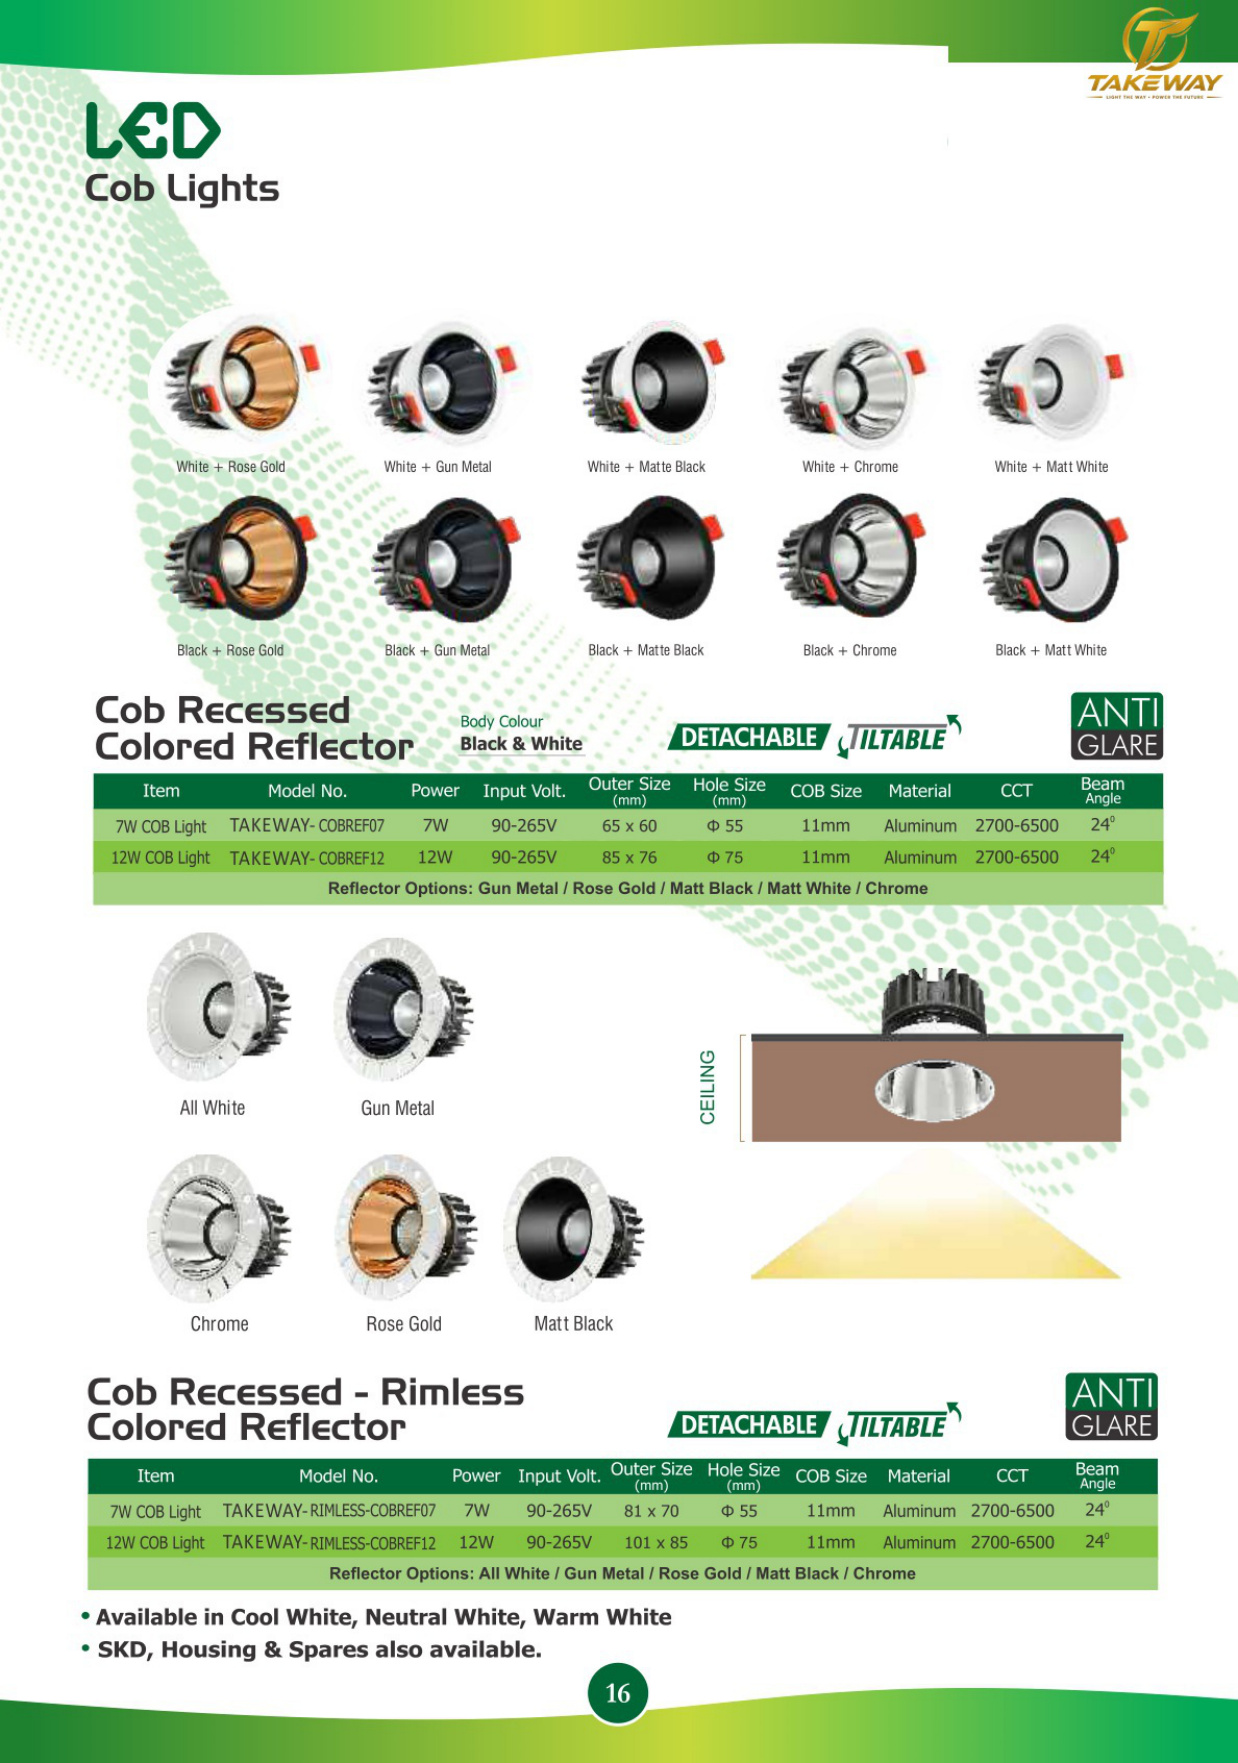 TAKEWAY
LIGHT THE WAY - POWER THE FUTURE
LED
Cob Lights
White + Rose Gold White + Gun Metal White + Matte Black White + Chrome White + Matt White
Black + Rose Gold Black + Gun Metal Black + Matte Black Black + Chrome Black + Matt White
Cob Recessed
Colored Reflector
Body Colour
Black & White
DETACHABLE TILTABLE
ANTI
GLARE
Item Model No. Power Input Volt. Outer Size (mm) Hole Size (mm) COB Size Material CCT Beam Angle
7W COB Light TAKEWAY- COBREF07 7W 90-265V 65 x 60 Φ 55 11mm Aluminum 2700-6500 24⁰
12W COB Light TAKEWAY- COBREF12 12W 90-265V 85 x 76 Φ 75 11mm Aluminum 2700-6500 24⁰
Reflector Options: Gun Metal / Rose Gold / Matt Black / Matt White / Chrome
All White Gun Metal
CEILING
Chrome Rose Gold Matt Black
Cob Recessed - Rimless
Colored Reflector
DETACHABLE TILTABLE
ANTI
GLARE
Item Model No. Power Input Volt. Outer Size (mm) Hole Size (mm) COB Size Material CCT Beam Angle
7W COB Light TAKEWAY-RIMLESS-COBREF07 7W 90-265V 81 x 70 Φ 55 11mm Aluminum 2700-6500 24⁰
12W COB Light TAKEWAY-RIMLESS-COBREF12 12W 90-265V 101 x 85 Φ 75 11mm Aluminum 2700-6500 24⁰
Reflector Options: All White / Gun Metal / Rose Gold / Matt Black / Chrome
• Available in Cool White, Neutral White, Warm White
• SKD, Housing & Spares also available.
16